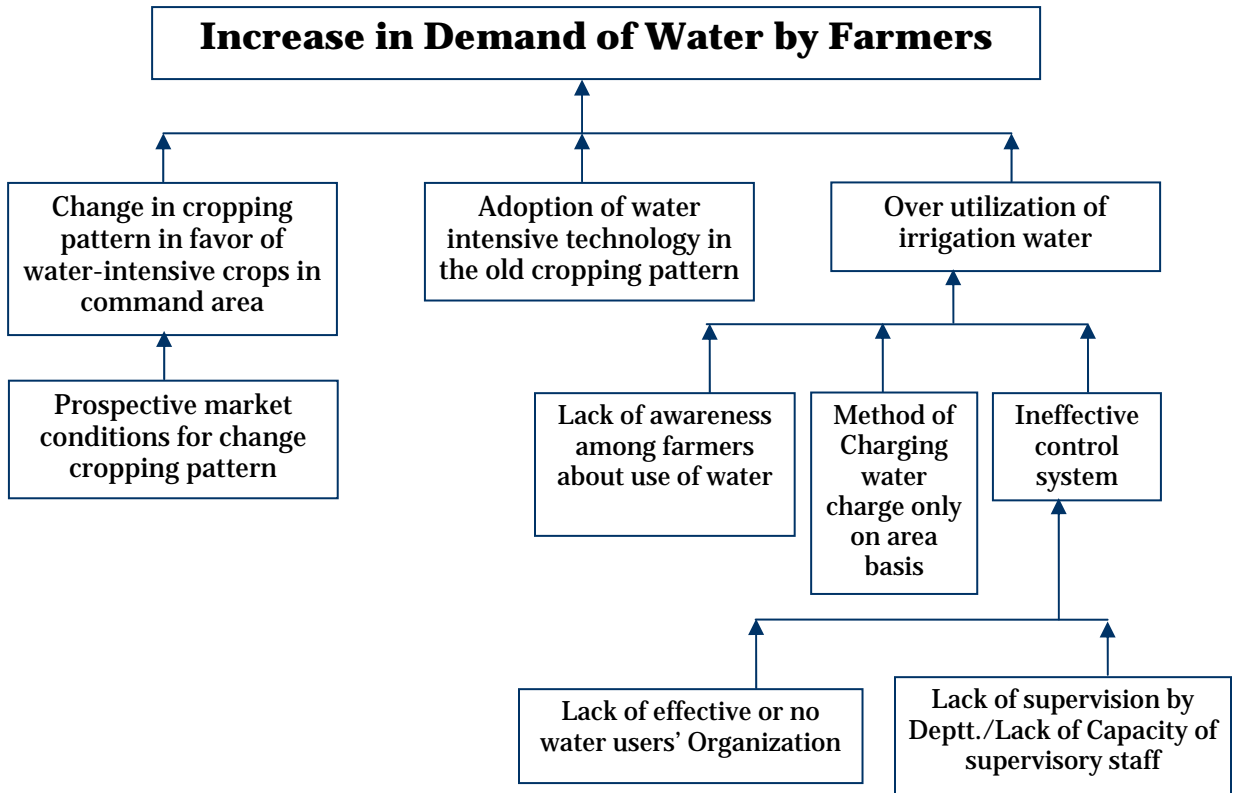 Increase in Demand of Water by Farmers
Change in cropping
pattern in favor of
water-intensive crops in
command area
Adoption of water
intensive technology in
the old cropping pattern
Over utilization of
irrigation water
Prospective market
conditions for change
cropping pattern
Lack of awareness
among farmers
about use of water
Method of
Charging
water
charge only
on area
basis
Ineffective
control
system
Lack of effective or no
water users’ Organization
Lack of supervision by
Deptt./Lack of Capacity of
supervisory staff